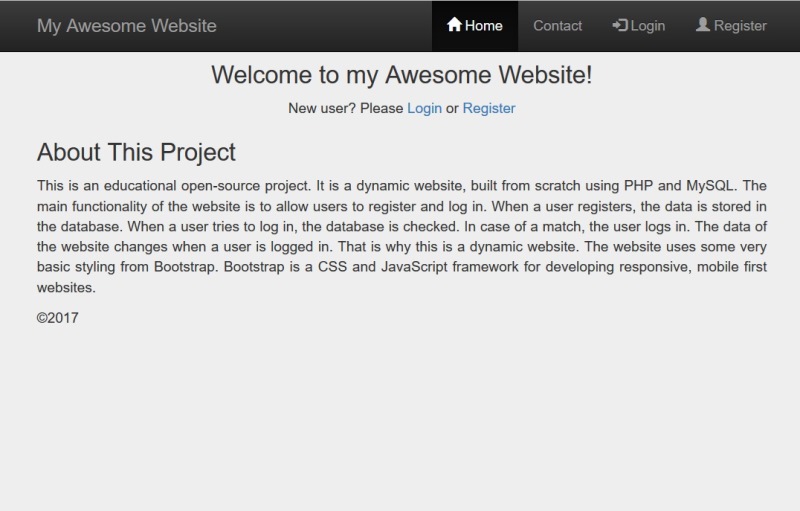 My Awesome Website
Home Contact Login Register
Welcome to my Awesome Website!
New user? Please Login or Register
About This Project
This is an educational open-source project. It is a dynamic website, built from scratch using PHP and MySQL. The
main functionality of the website is to allow users to register and log in. When a user registers, the data is stored in
the database. When a user tries to log in, the database is checked. In case of a match, the user logs in. The data of
the website changes when a user is logged in. That is why this is a dynamic website. The website uses some very
basic styling from Bootstrap. Bootstrap is a CSS and JavaScript framework for developing responsive, mobile first
websites.
©2017